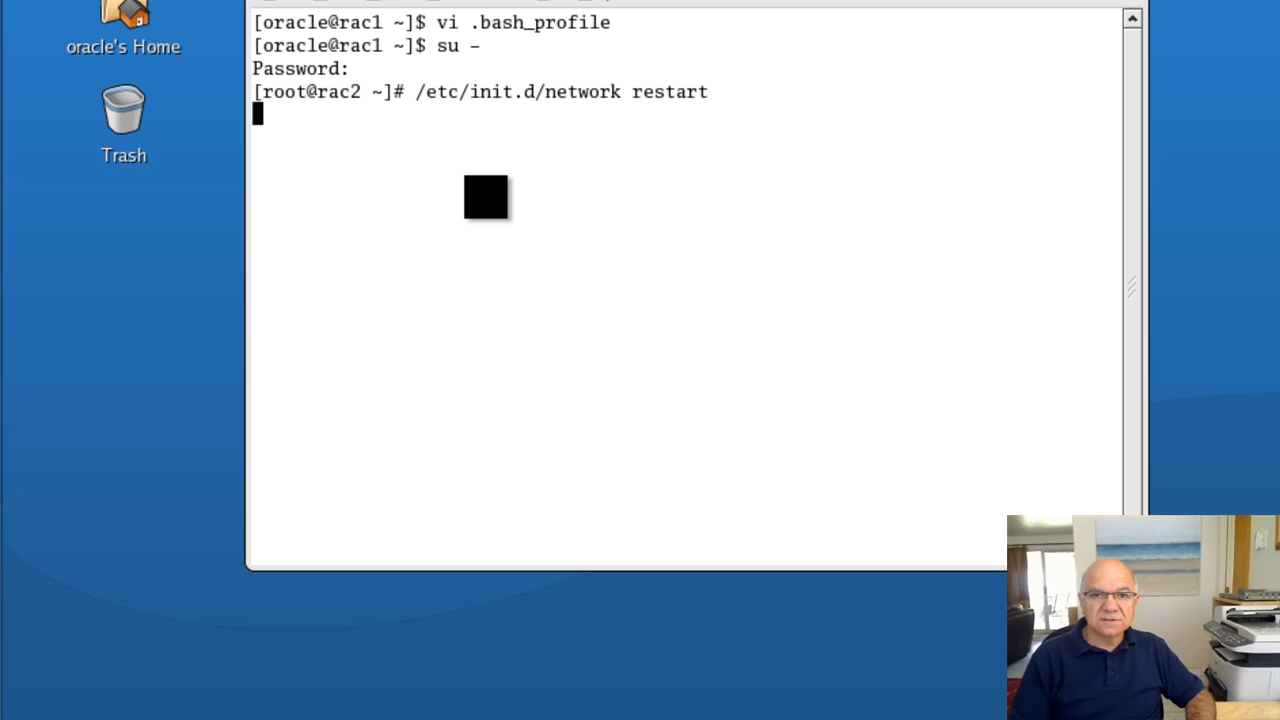 oracle's Home
Trash
[oracle@rac1 ~]$ vi .bash_profile
[oracle@rac1 ~]$ su -
Password:
[root@rac2 ~]# /etc/init.d/network restart